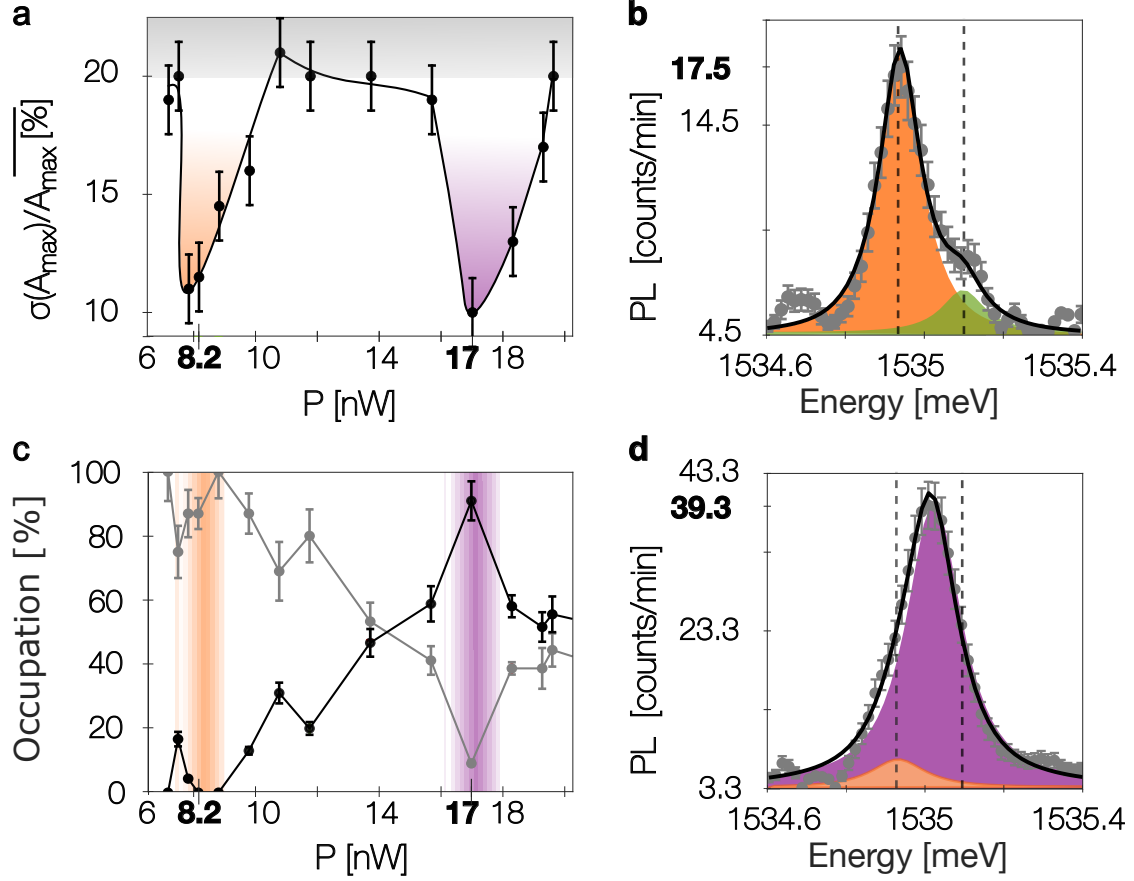 a
20
15
10
σ(Amax)/Amax [%]
6
8.2
10
14
17
18
P [nW]
b
17.5
14.5
4.5
PL [counts/min]
1534.6
1535
1535.4
Energy [meV]
c
100
80
60
40
20
0
Occupation [%]
6
8.2
10
14
17
18
P [nW]
d
43.3
39.3
23.3
3.3
PL [counts/min]
1534.6
1535
1535.4
Energy [meV]